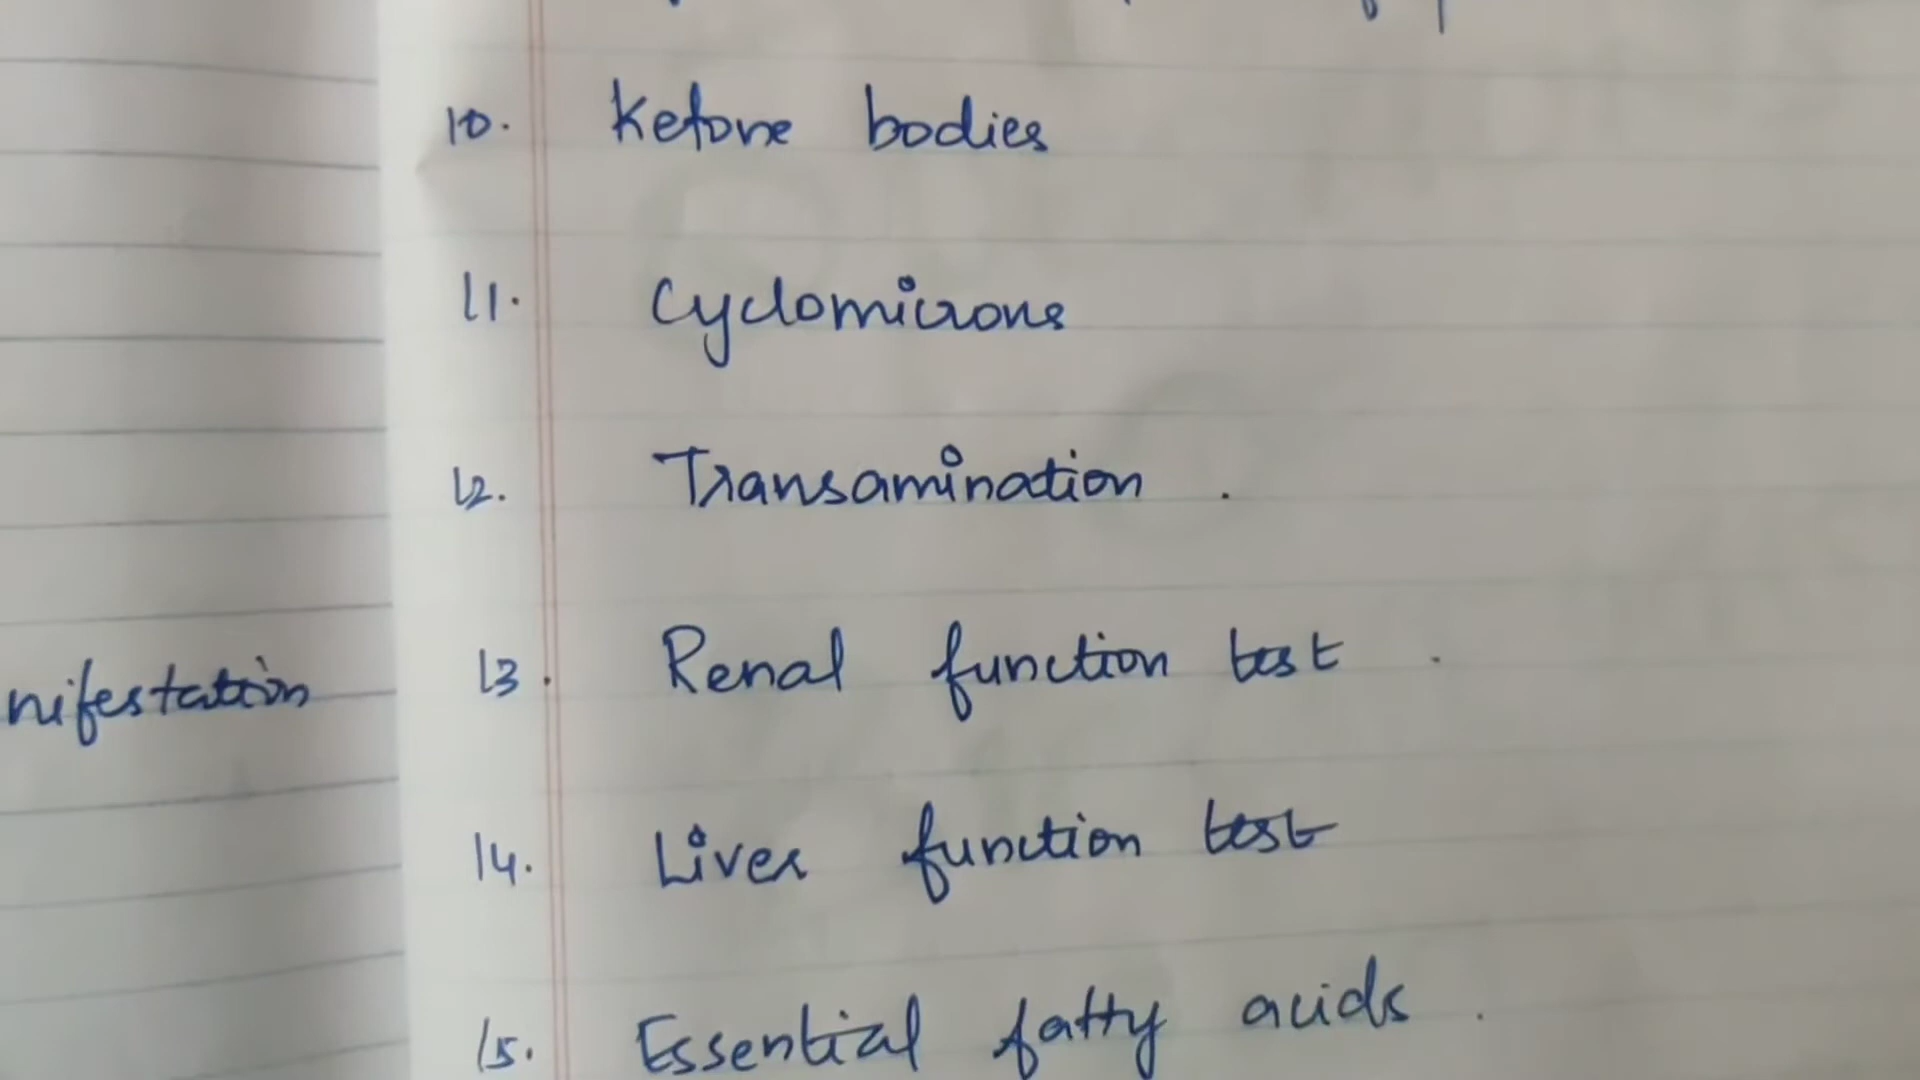 10. Ketone bodies
11. Cyclomicrons
12. Transamination .
nifestation
13. Renal function test .
14. Liver function test
15. Essential fatty acids .